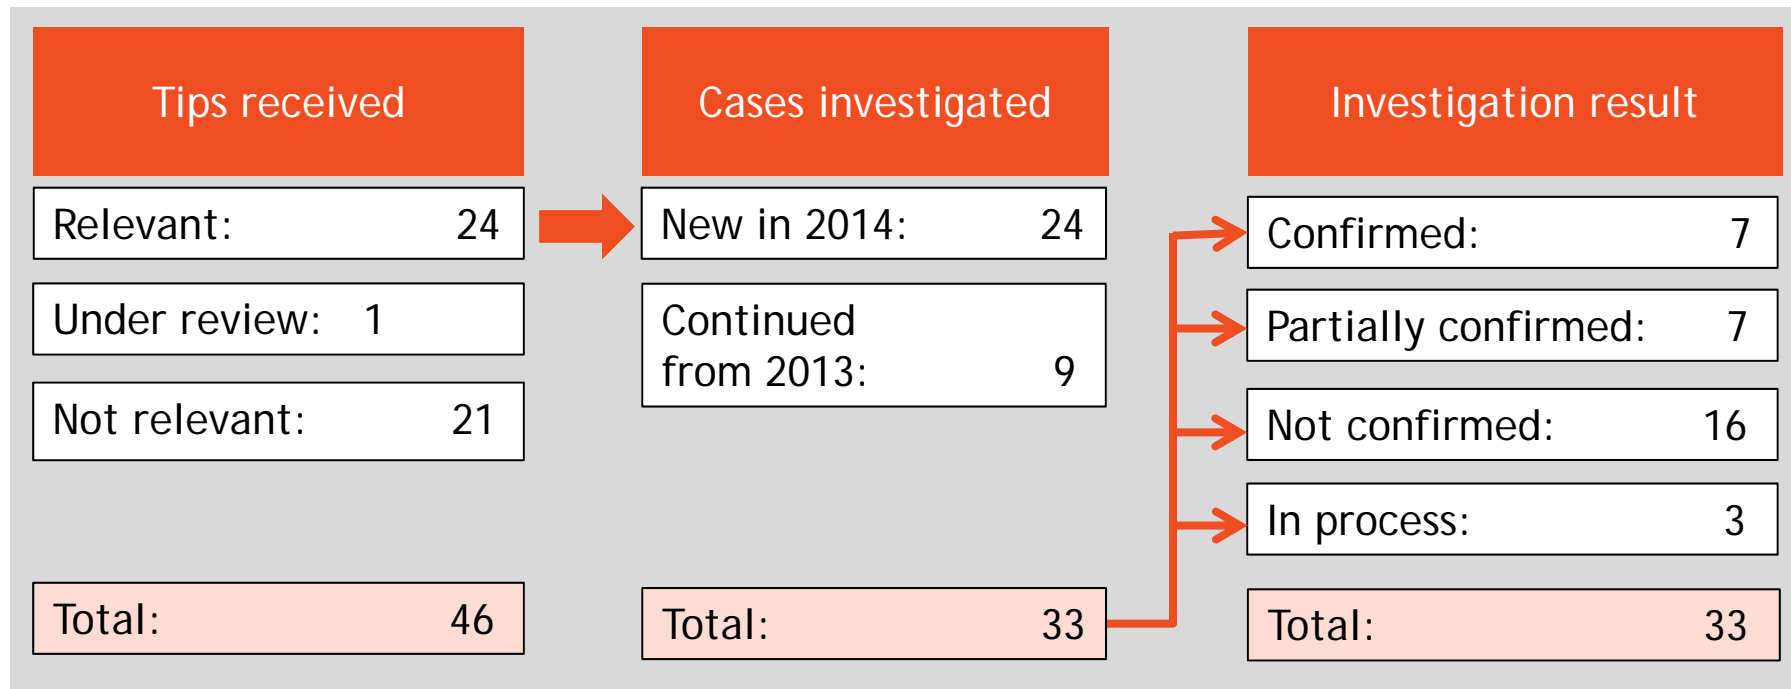 Tips received
Relevant: 24
Under review: 1
Not relevant: 21
Total: 46
Cases investigated
New in 2014: 24
Continued
from 2013: 9
Total: 33
Investigation result
Confirmed: 7
Partially confirmed: 7
Not confirmed: 16
In process: 3
Total: 33